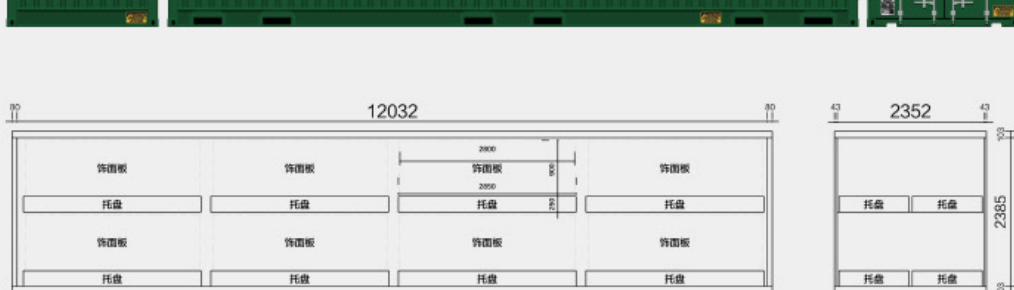 80 12032 80 43 2352 43
103
2800
饰面板 饰面板 饰面板 900 饰面板
2850
托盘 托盘 托盘 250 托盘 托盘 托盘
2385
饰面板 饰面板 饰面板 饰面板
托盘 托盘 托盘 托盘 托盘 托盘